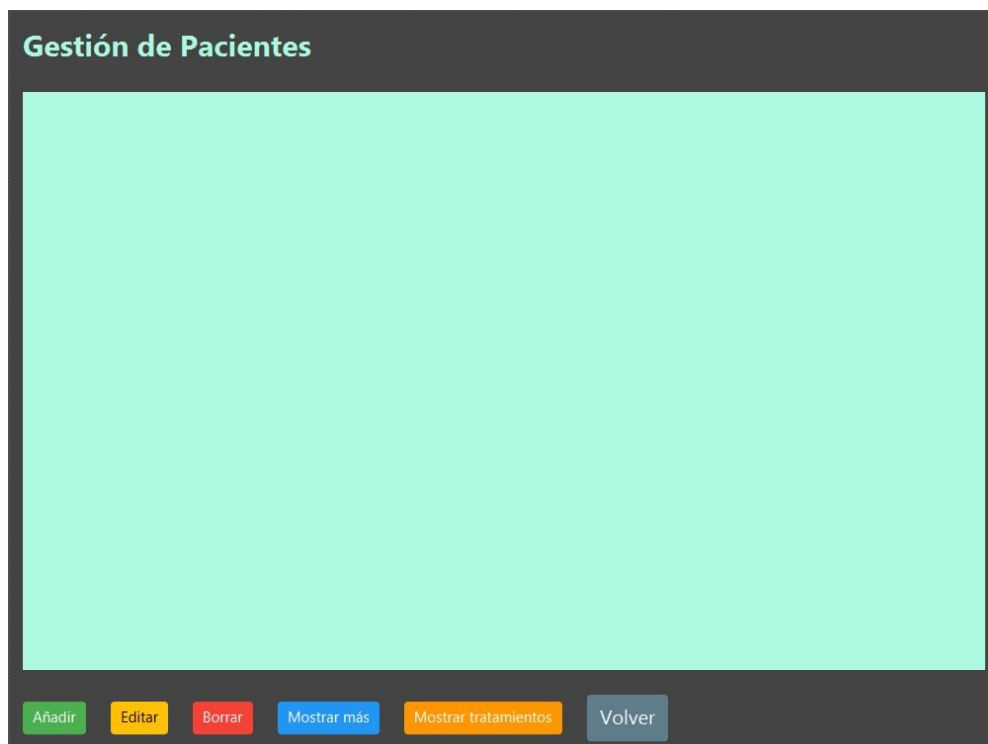 Gestión de Pacientes
Añadir Editar Borrar Mostrar más Mostrar tratamientos Volver